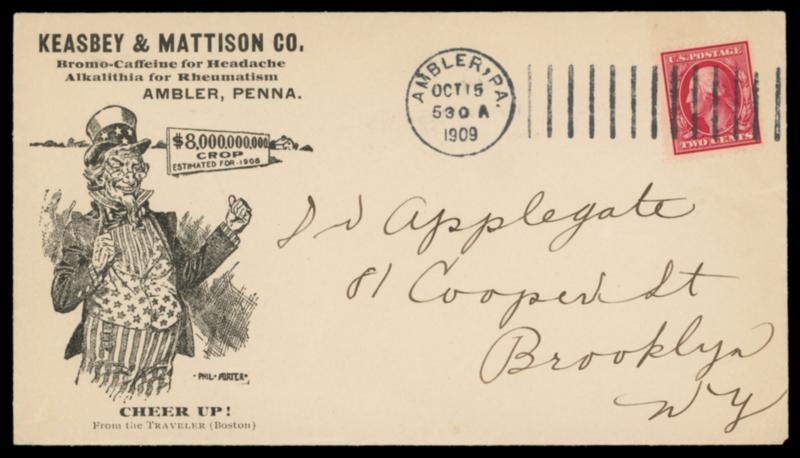 KEASBEY & MATTISON CO.
Bromo-Caffeine for Headache
Alkalithia for Rheumatism
AMBLER, PENNA.
$8,000,000,000
CROP
ESTIMATED FOR 1908
PHIL PORTER
CHEER UP!
From the TRAVELER (Boston)
AMBLER, PA.
OCT 15
530 A
1909
U.S. POSTAGE
TWO CENTS
J D Applegate
81 Cooper St
Brooklyn
NY